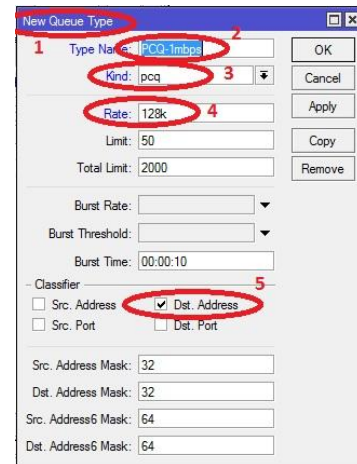 New Queue Type
1
2
Type Name: PCQ-1mbps
OK
Kind: pcq
3
Cancel
Rate: 128k
4
Apply
Limit: 50
Copy
Total Limit: 2000
Remove
Burst Rate:
Burst Threshold:
Burst Time: 00:00:10
Classifier
5
Src. Address
Dst. Address
Src. Port
Dst. Port
Src. Address Mask: 32
Dst. Address Mask: 32
Src. Address6 Mask: 64
Dst. Address6 Mask: 64